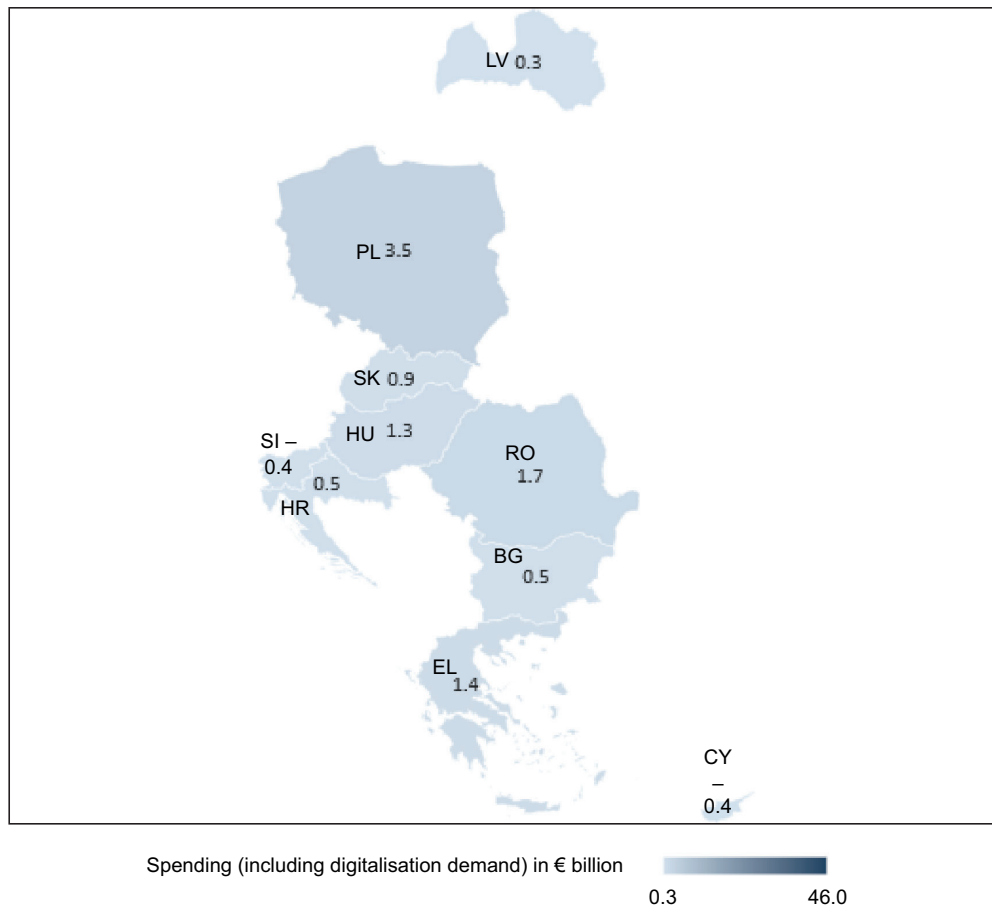 LV 0.3
PL 3.5
SK 0.9
HU 1.3
SI –
0.4
RO
1.7
0.5
HR
BG
0.5
EL
1.4
CY
–
0.4
Spending (including digitalisation demand) in € billion
0.3 46.0